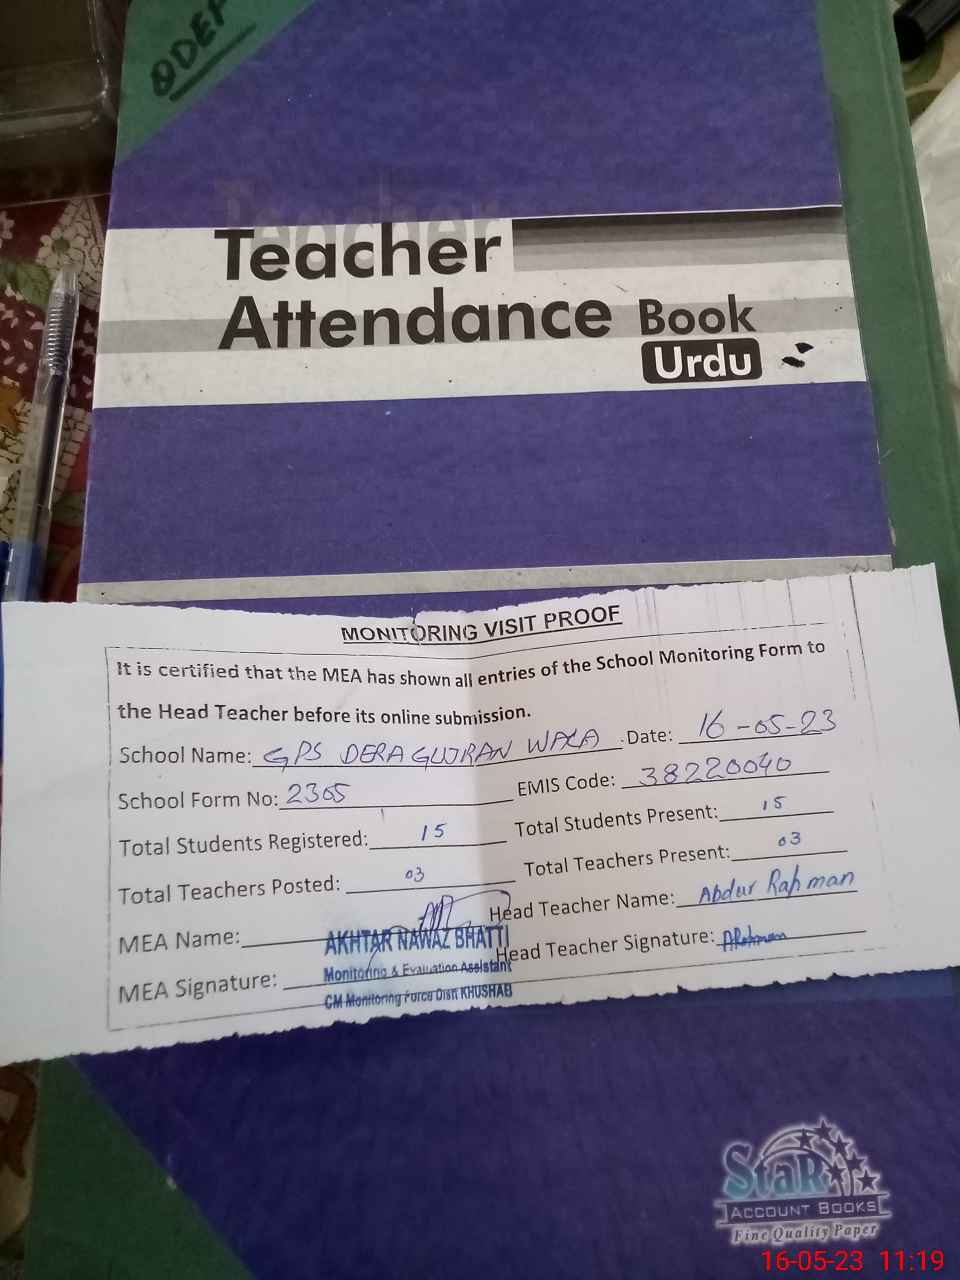 ODEF
Teacher
Attendance Book
Urdu
MONITORING VISIT PROOF
It is certified that the MEA has shown all entries of the School Monitoring Form to
the Head Teacher before its online submission.
School Name: GPS DERA GUJRAN WALA Date: 16-05-23
School Form No: 2305 EMIS Code: 38220040
Total Students Registered: 15 Total Students Present: 15
Total Teachers Posted: 03 Total Teachers Present: 03
MEA Name: AKHTAR NAWAZ BHATTI Head Teacher Name: Abdur Rahman
MEA Signature: Monitoring & Evaluation Assistant Head Teacher Signature: ARahman
CM Monitoring Force Distt KHUSHAB
StaR
ACCOUNT BOOKS
Fine Quality Paper
16-05-23 11:19